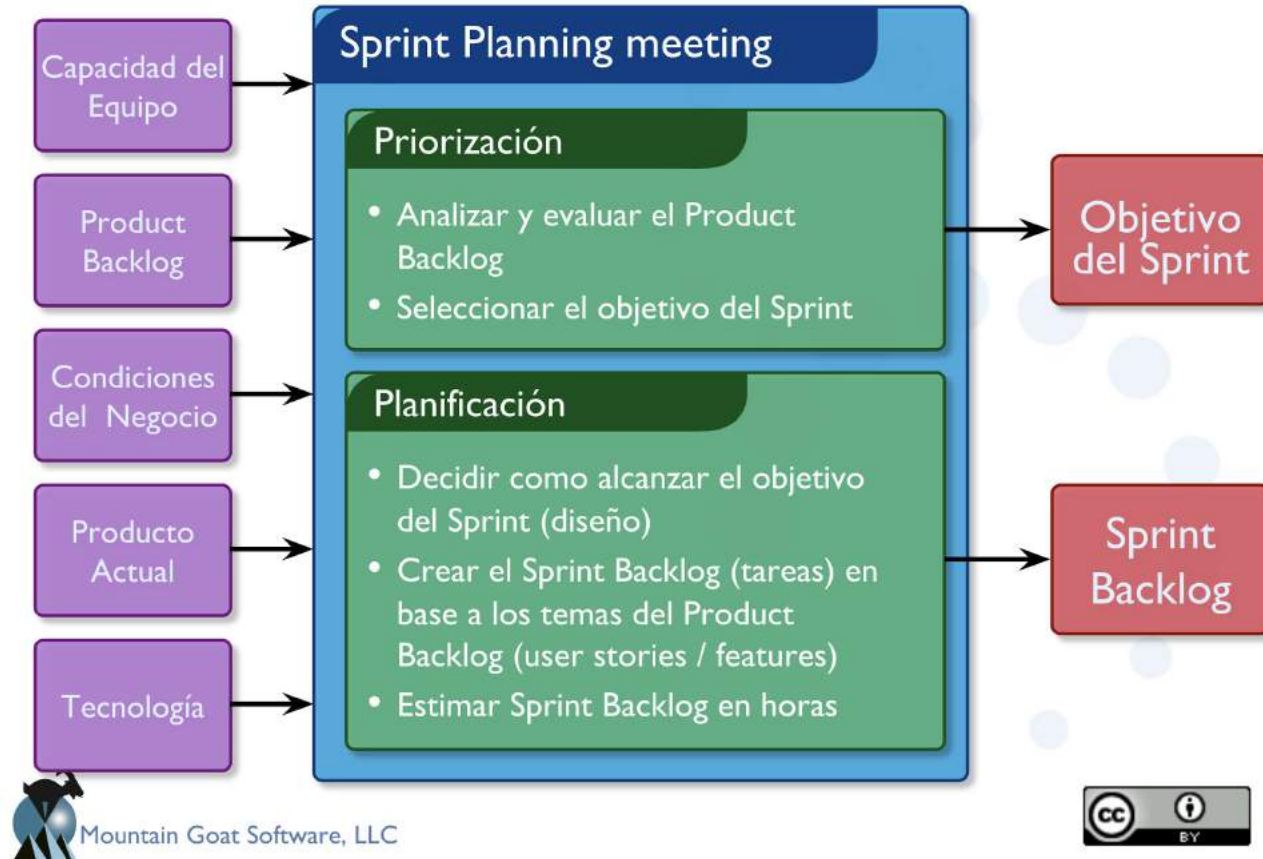 Capacidad del
Equipo
Product
Backlog
Condiciones
del Negocio
Producto
Actual
Tecnología
Sprint Planning meeting
Priorización
• Analizar y evaluar el Product
Backlog
• Seleccionar el objetivo del Sprint
Planificación
• Decidir como alcanzar el objetivo
del Sprint (diseño)
• Crear el Sprint Backlog (tareas) en
base a los temas del Product
Backlog (user stories / features)
• Estimar Sprint Backlog en horas
Objetivo
del Sprint
Sprint
Backlog
Mountain Goat Software, LLC
cc
BY